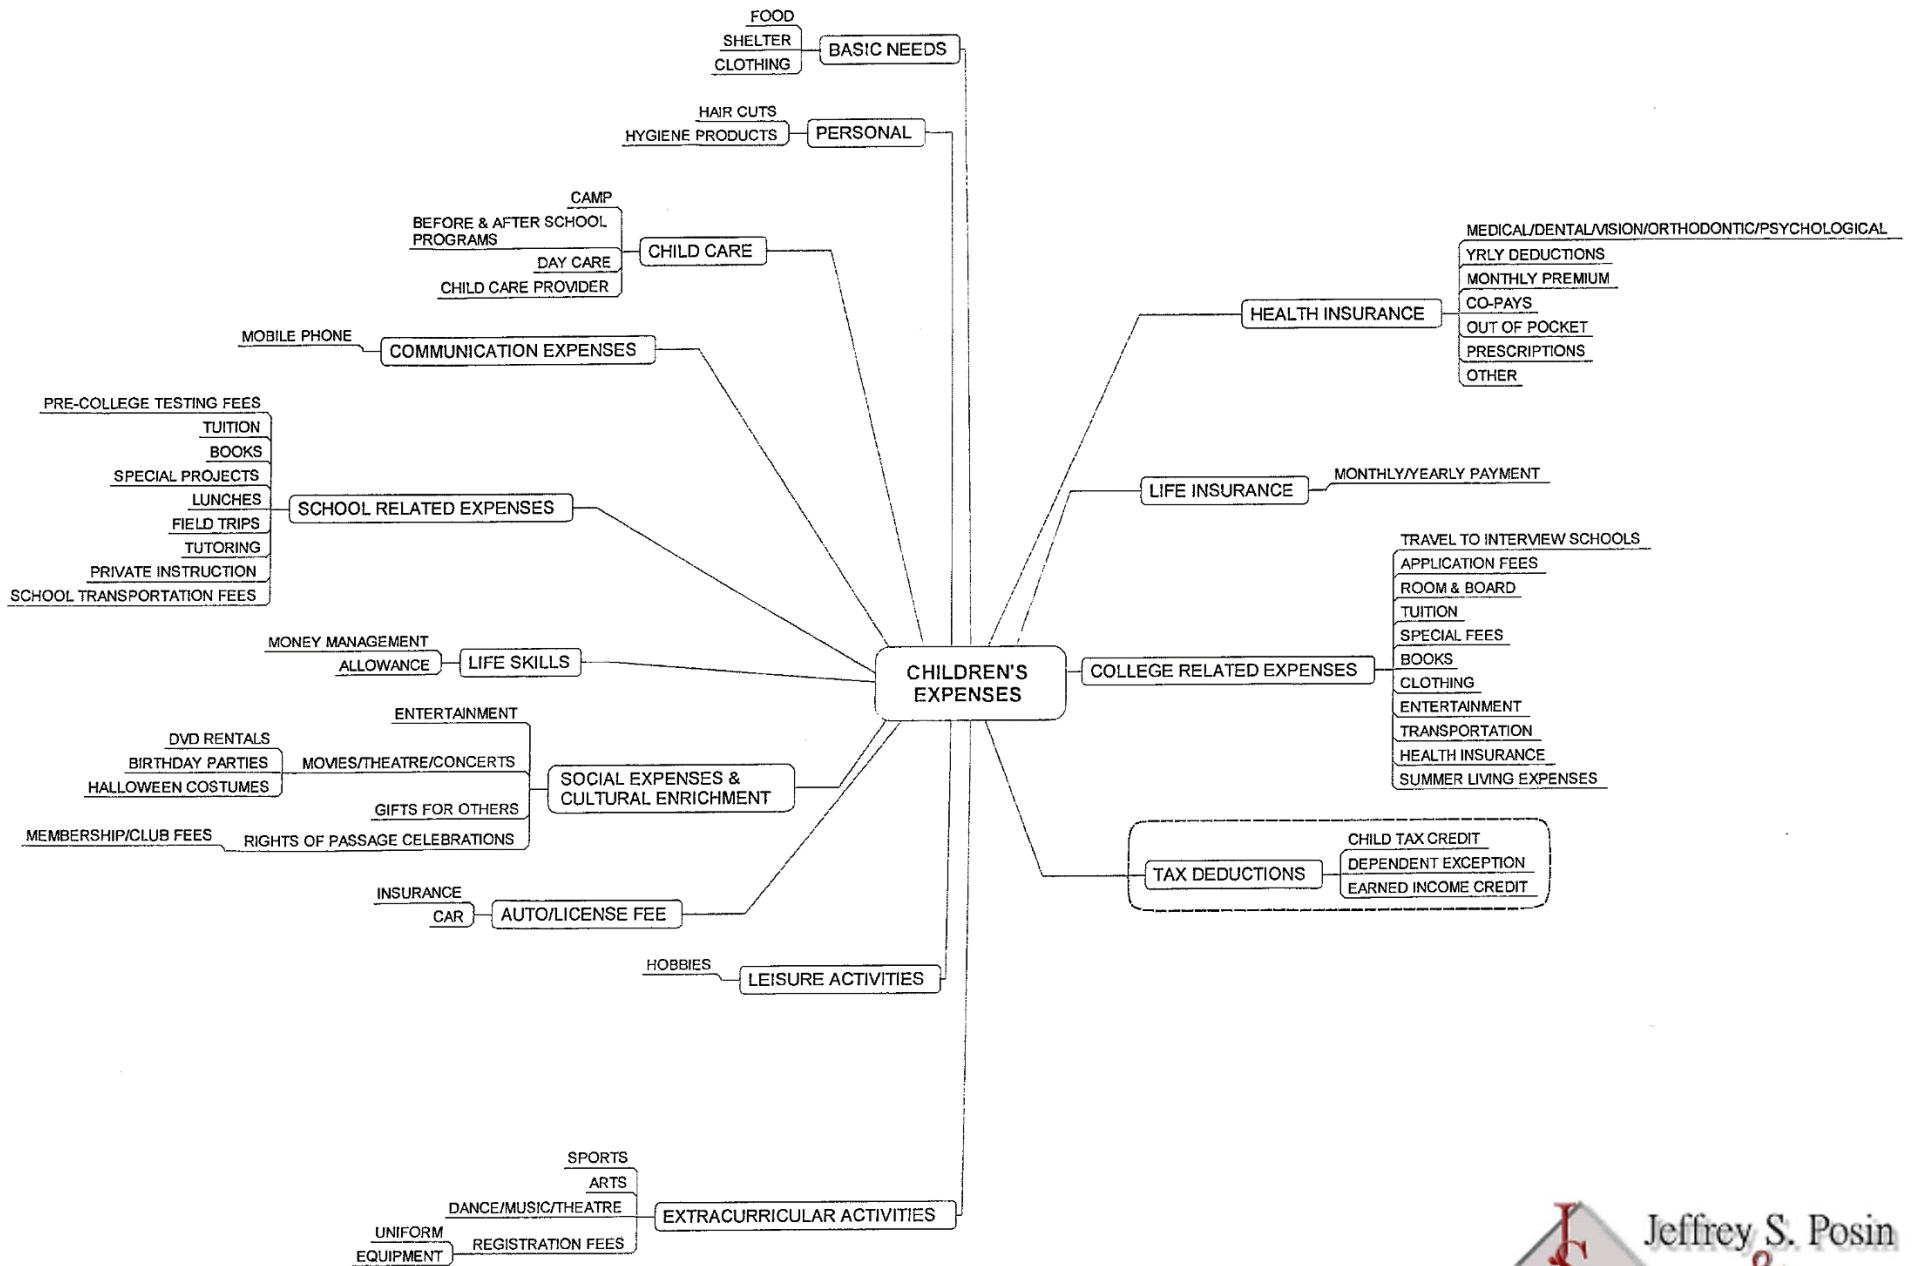 FOOD
SHELTER
CLOTHING
BASIC NEEDS
HAIR CUTS
HYGIENE PRODUCTS
PERSONAL
CAMP
BEFORE & AFTER SCHOOL
PROGRAMS
DAY CARE
CHILD CARE PROVIDER
CHILD CARE
MOBILE PHONE
COMMUNICATION EXPENSES
PRE-COLLEGE TESTING FEES
TUITION
BOOKS
SPECIAL PROJECTS
LUNCHES
FIELD TRIPS
TUTORING
PRIVATE INSTRUCTION
SCHOOL TRANSPORTATION FEES
SCHOOL RELATED EXPENSES
MONEY MANAGEMENT
ALLOWANCE
LIFE SKILLS
ENTERTAINMENT
DVD RENTALS
BIRTHDAY PARTIES
HALLOWEEN COSTUMES
MOVIES/THEATRE/CONCERTS
GIFTS FOR OTHERS
MEMBERSHIP/CLUB FEES
RIGHTS OF PASSAGE CELEBRATIONS
SOCIAL EXPENSES &
CULTURAL ENRICHMENT
INSURANCE
CAR
AUTO/LICENSE FEE
HOBBIES
LEISURE ACTIVITIES
SPORTS
ARTS
DANCE/MUSIC/THEATRE
UNIFORM
EQUIPMENT
REGISTRATION FEES
EXTRACURRICULAR ACTIVITIES
CHILDREN'S
EXPENSES
HEALTH INSURANCE
MEDICAL/DENTAL/VISION/ORTHODONTIC/PSYCHOLOGICAL
YRLY DEDUCTIONS
MONTHLY PREMIUM
CO-PAYS
OUT OF POCKET
PRESCRIPTIONS
OTHER
LIFE INSURANCE
MONTHLY/YEARLY PAYMENT
COLLEGE RELATED EXPENSES
TRAVEL TO INTERVIEW SCHOOLS
APPLICATION FEES
ROOM & BOARD
TUITION
SPECIAL FEES
BOOKS
CLOTHING
ENTERTAINMENT
TRANSPORTATION
HEALTH INSURANCE
SUMMER LIVING EXPENSES
TAX DEDUCTIONS
CHILD TAX CREDIT
DEPENDENT EXCEPTION
EARNED INCOME CREDIT
Jeffrey S. Posin